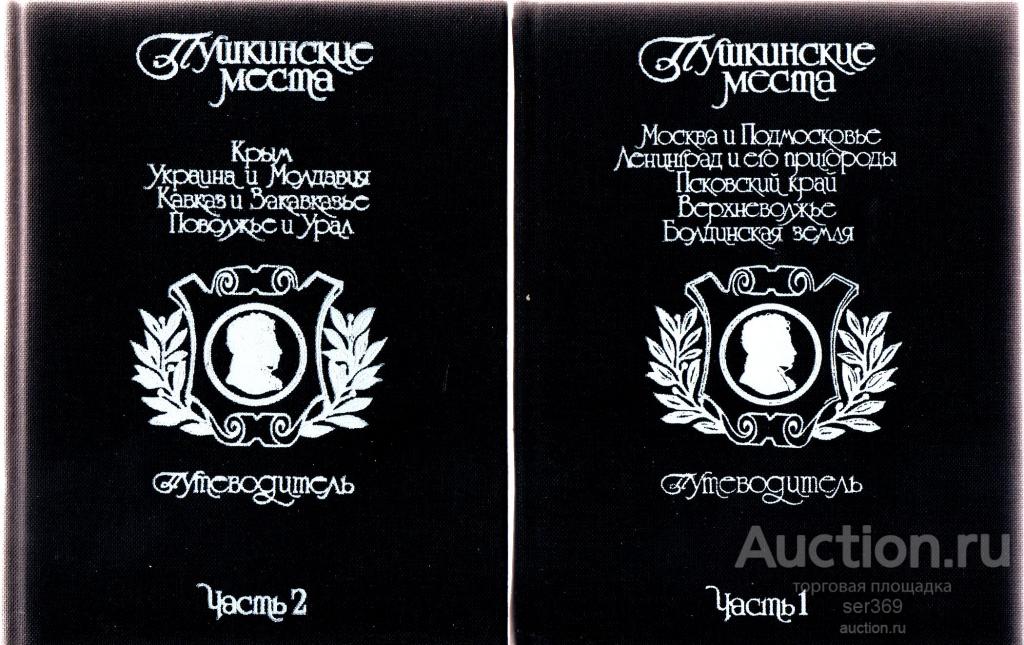 Пушкинские
места
Крым
Украина и Молдавия
Кавказ и Закавказье
Поволжье и Урал
Путеводитель
Часть 2
Пушкинские
места
Москва и Подмосковье
Ленинград и его пригороды
Псковский край
Верхневолжье
Болдинская земля
Путеводитель
Часть 1
Auction.ru
торговая площадка
ser369
auction.ru